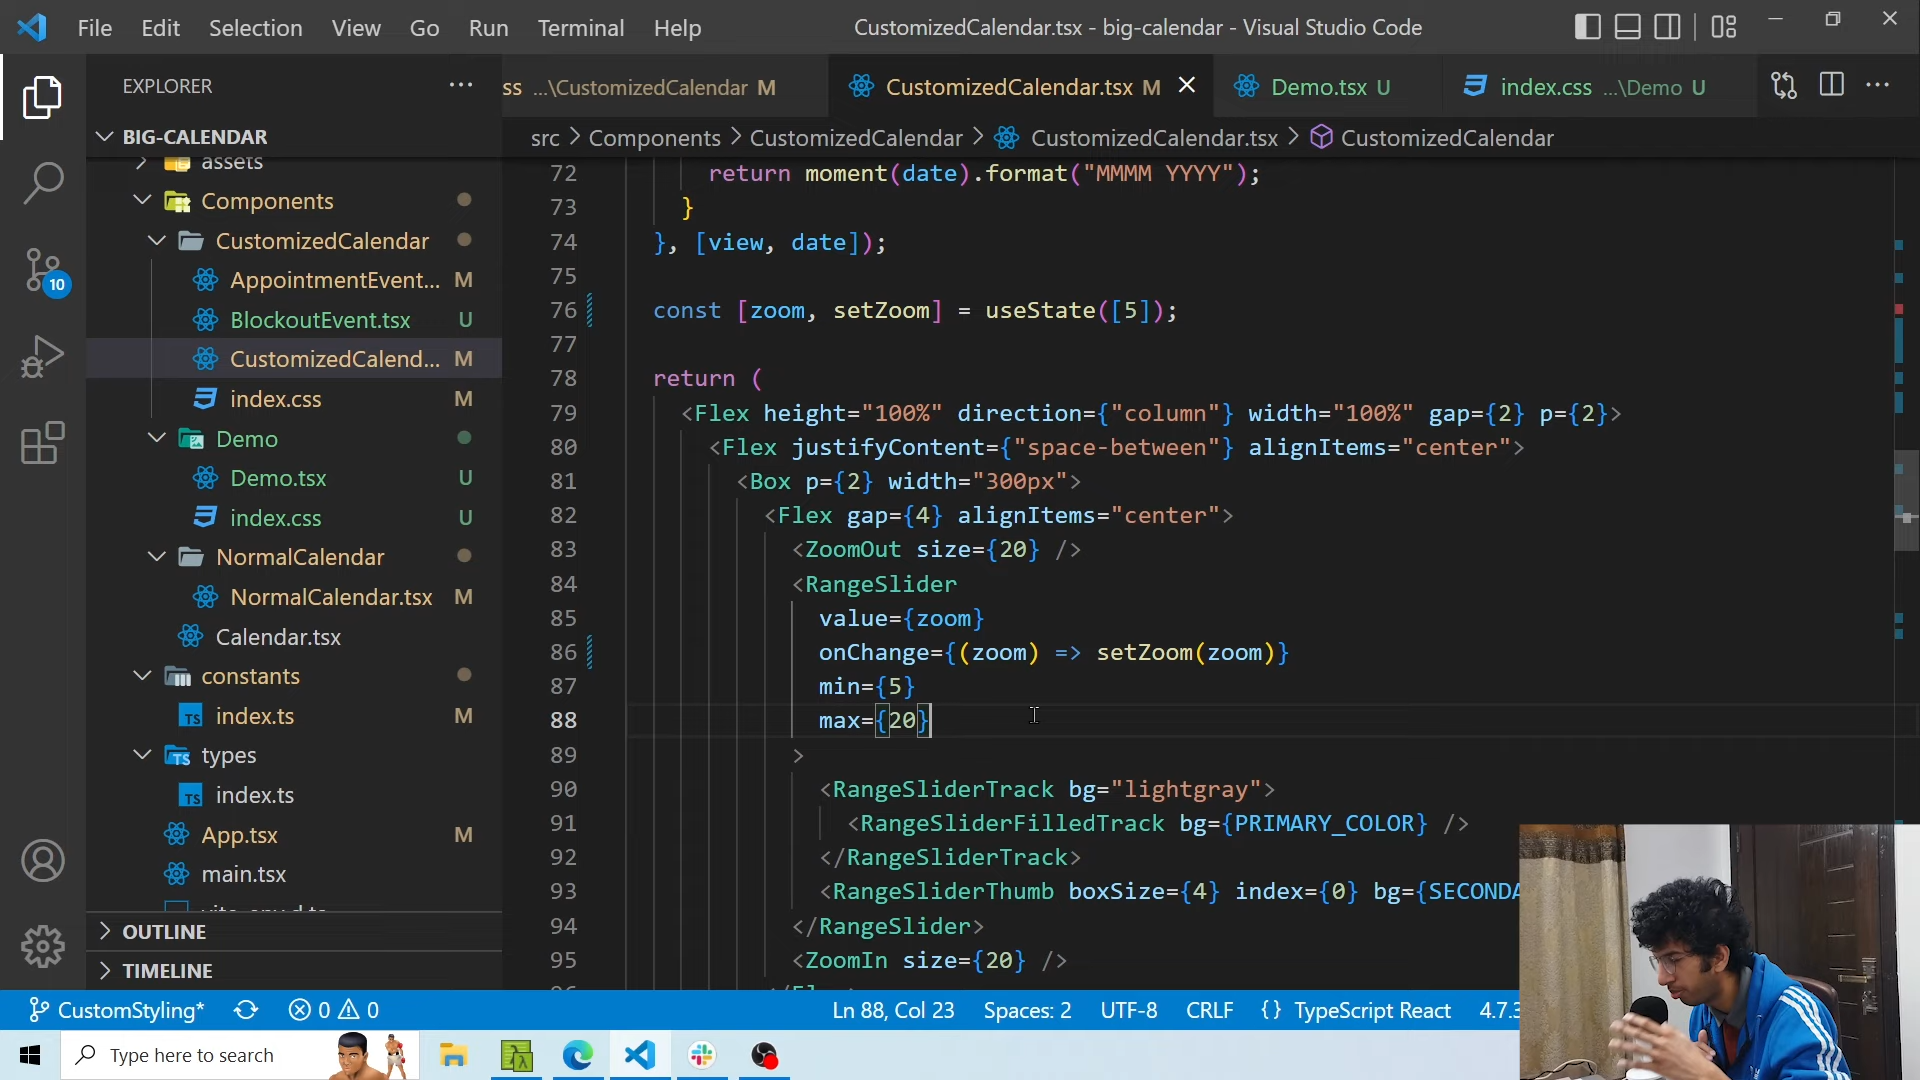 File Edit Selection View Go Run Terminal Help
CustomizedCalendar.tsx - big-calendar - Visual Studio Code
EXPLORER
ss ...\CustomizedCalendar M
CustomizedCalendar.tsx M
Demo.tsx U
index.css ...\Demo U
BIG-CALENDAR
src > Components > CustomizedCalendar > CustomizedCalendar.tsx > CustomizedCalendar
assets
Components
CustomizedCalendar
AppointmentEvent... M
BlockoutEvent.tsx U
CustomizedCalend... M
index.css M
Demo
Demo.tsx U
index.css U
NormalCalendar
NormalCalendar.tsx M
Calendar.tsx
constants
index.ts M
types
index.ts
App.tsx M
main.tsx
OUTLINE
TIMELINE
10
72 return moment(date).format("MMMM YYYY");
73 }
74 }, [view, date]);
75
76 const [zoom, setZoom] = useState([5]);
77
78 return (
79 <Flex height="100%" direction={"column"} width="100%" gap={2} p={2}>
80 <Flex justifyContent={"space-between"} alignItems="center">
81 <Box p={2} width="300px">
82 <Flex gap={4} alignItems="center">
83 <ZoomOut size={20} />
84 <RangeSlider
85 value={zoom}
86 onChange={(zoom) => setZoom(zoom)}
87 min={5}
88 max={20}
89 >
90 <RangeSliderTrack bg="lightgray">
91 <RangeSliderFilledTrack bg={PRIMARY_COLOR} />
92 </RangeSliderTrack>
93 <RangeSliderThumb boxSize={4} index={0} bg={SECONDA
94 </RangeSlider>
95 <ZoomIn size={20} />
CustomStyling* 0 0 Ln 88, Col 23 Spaces: 2 UTF-8 CRLF {} TypeScript React 4.7.3
Type here to search